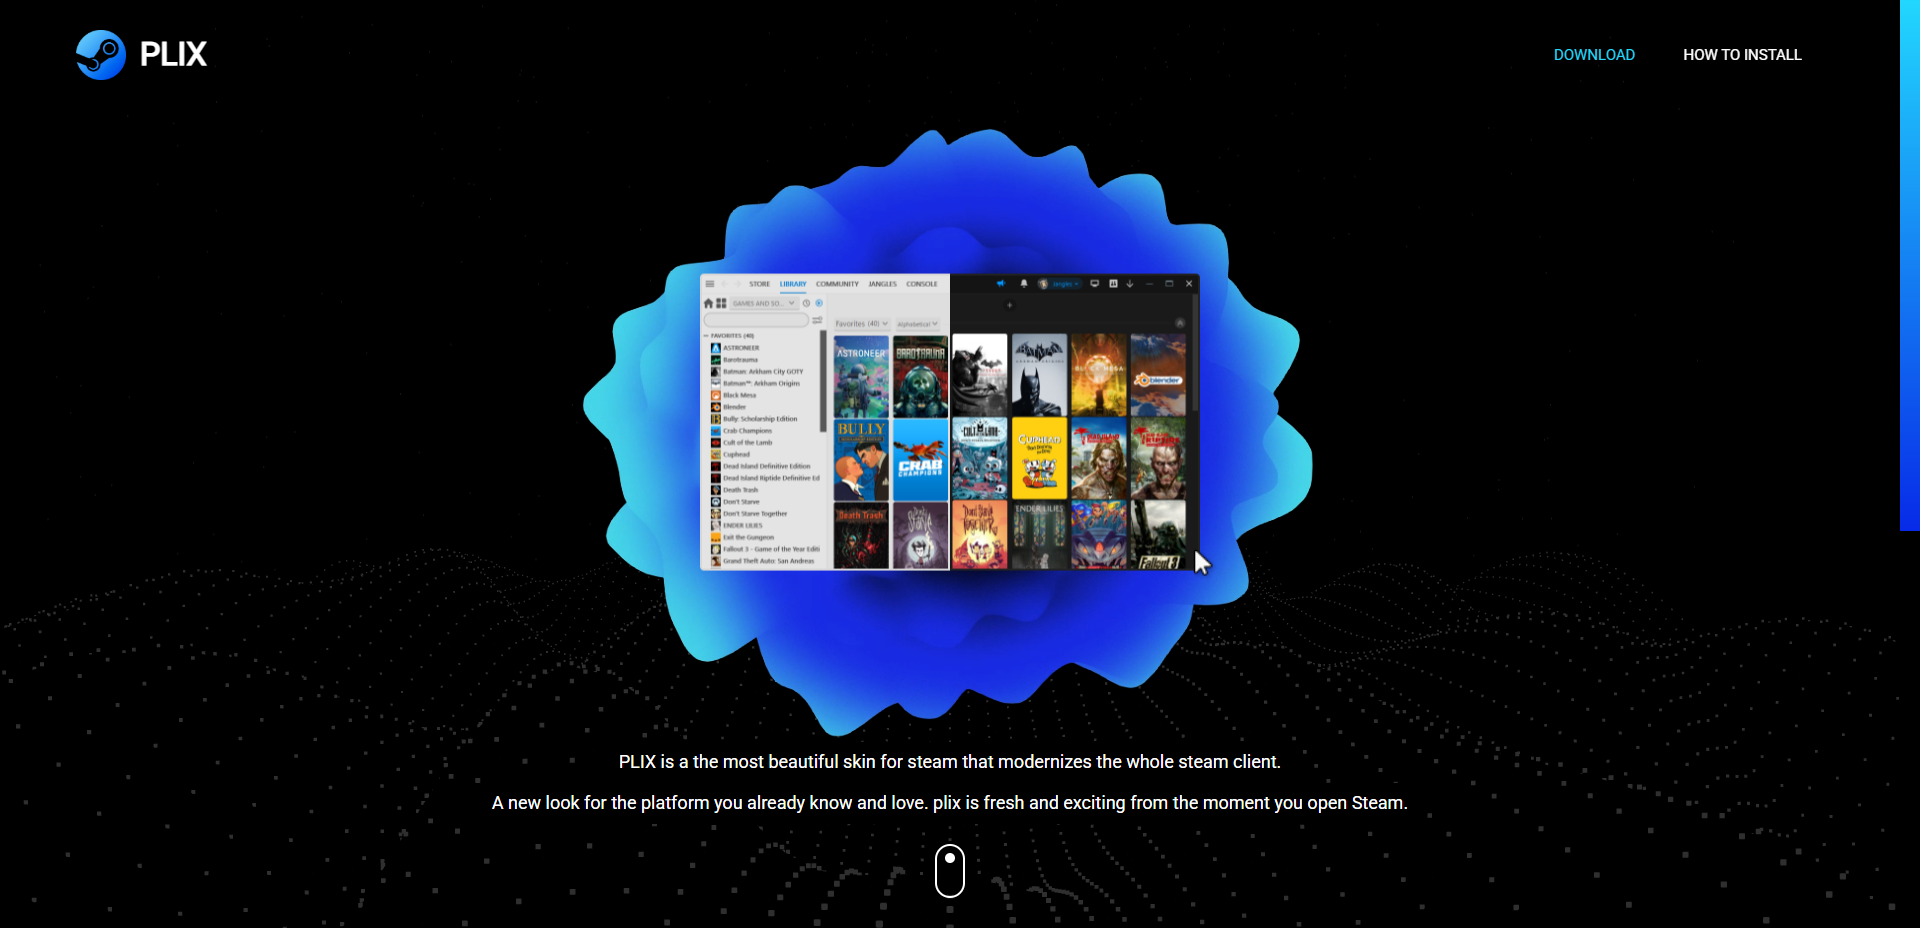 PLIX
DOWNLOAD
HOW TO INSTALL
STORE LIBRARY COMMUNITY JANGLES CONSOLE
jangles
GAMES AND SO...
Favorites (40)
Alphabetical
FAVORITES (40)
ASTRONEER
Barotrauma
Batman: Arkham City GOTY
Batman™: Arkham Origins
Black Mesa
Blender
Bully: Scholarship Edition
Crab Champions
Cult of the Lamb
Cuphead
Dead Island Definitive Edition
Dead Island Riptide Definitive Ed
Death Trash
Don't Starve
Don't Starve Together
ENDER LILIES
Exit the Gungeon
Fallout 3 - Game of the Year Editi
Grand Theft Auto: San Andreas
ASTRONEER
BAROTRAUMA
BATMAN
BLACK MESA
blender
BULLY
CRAB
CHAMPIONS
CULT OF THE LAMB
CUPHEAD
Death Trash
Don't Starve
TOGETHER
ENDER LILIES
Fallout 3
PLIX is a the most beautiful skin for steam that modernizes the whole steam client.
A new look for the platform you already know and love. plix is fresh and exciting from the moment you open Steam.